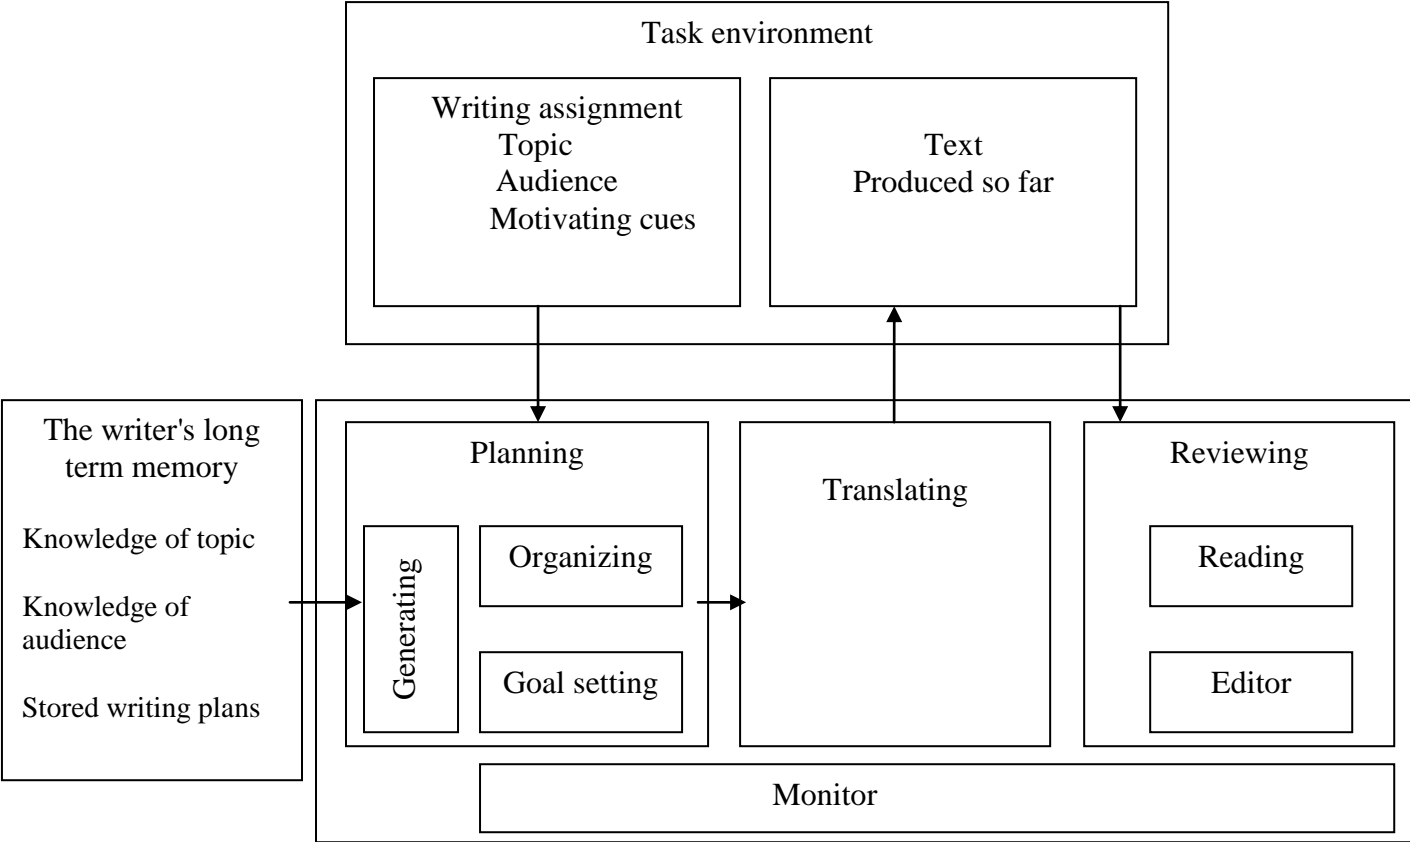 Task environment
Writing assignment
Topic
Audience
Motivating cues
Text
Produced so far
The writer's long
term memory
Knowledge of topic
Knowledge of
audience
Stored writing plans
Planning
Generating
Organizing
Goal setting
Translating
Reviewing
Reading
Editor
Monitor